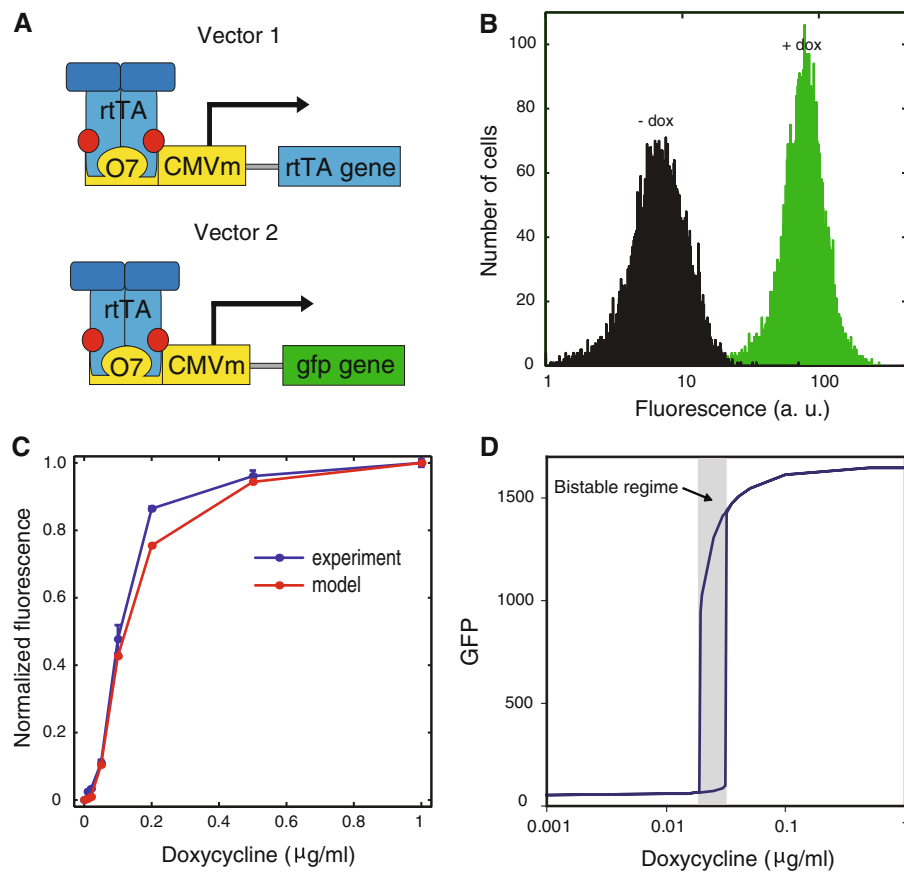 A
Vector 1
rtTA
O7
CMVm
rtTA gene
Vector 2
rtTA
O7
CMVm
gfp gene
B
100
80
60
40
20
0
Number of cells
- dox
+ dox
1
10
100
Fluorescence (a. u.)
C
1.0
0.8
0.6
0.4
0.2
0
Normalized fluorescence
experiment
model
0
0.2
0.4
0.6
0.8
1
Doxycycline (μg/ml)
D
1500
1000
500
0
GFP
Bistable regime
0.001
0.01
0.1
1
Doxycycline (μg/ml)